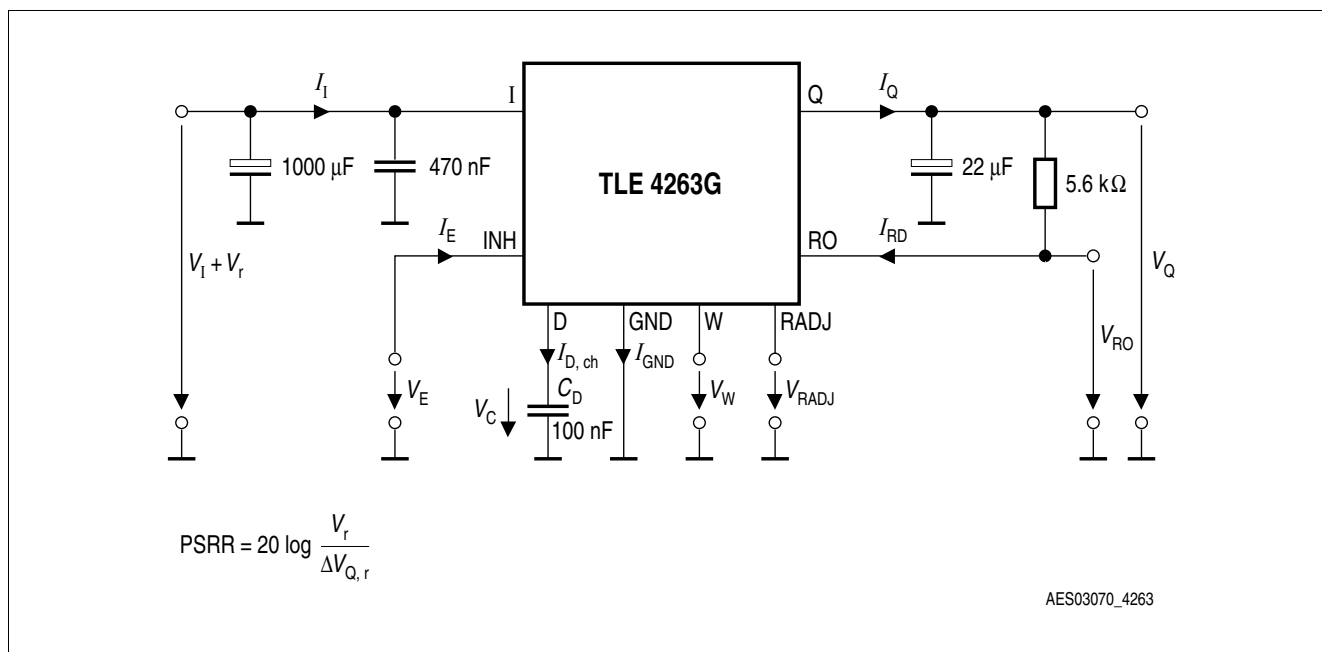 I_I
I
Q
I_Q
1000 µF
470 nF
TLE 4263G
22 µF
5.6 kΩ
I_E
INH
RO
I_RD
V_I + V_r
V_Q
D
GND
W
RADJ
V_RO
I_D, ch
I_GND
V_E
C_D
V_W
V_RADJ
V_C
100 nF
PSRR = 20 log V_r / ΔV_Q, r
AES03070_4263